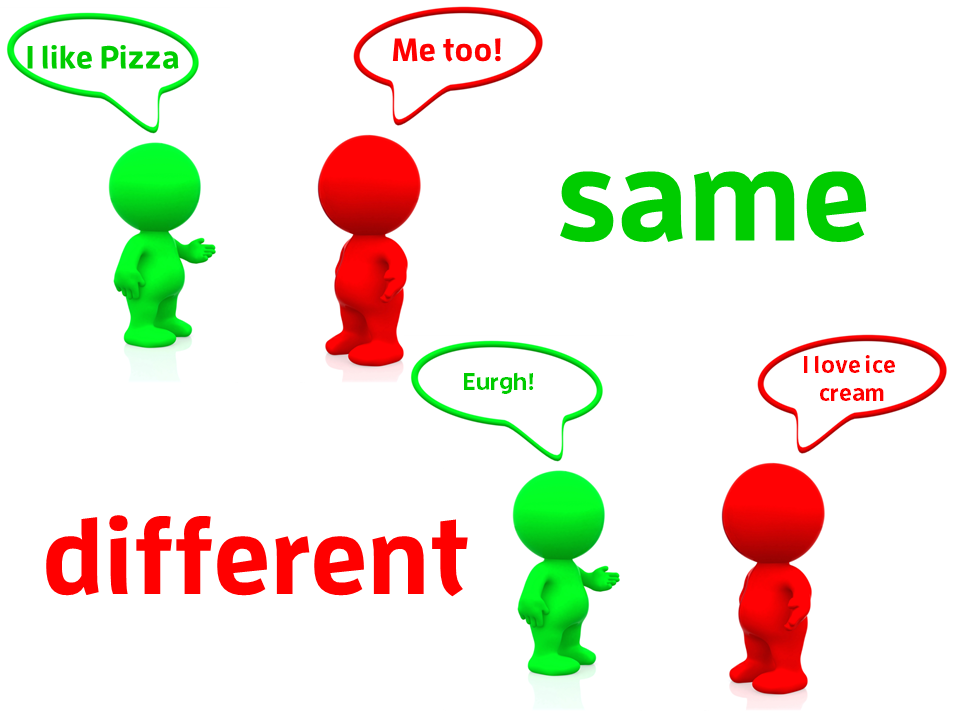 I like Pizza
Me too!
same
Eurgh!
I love ice
cream
different